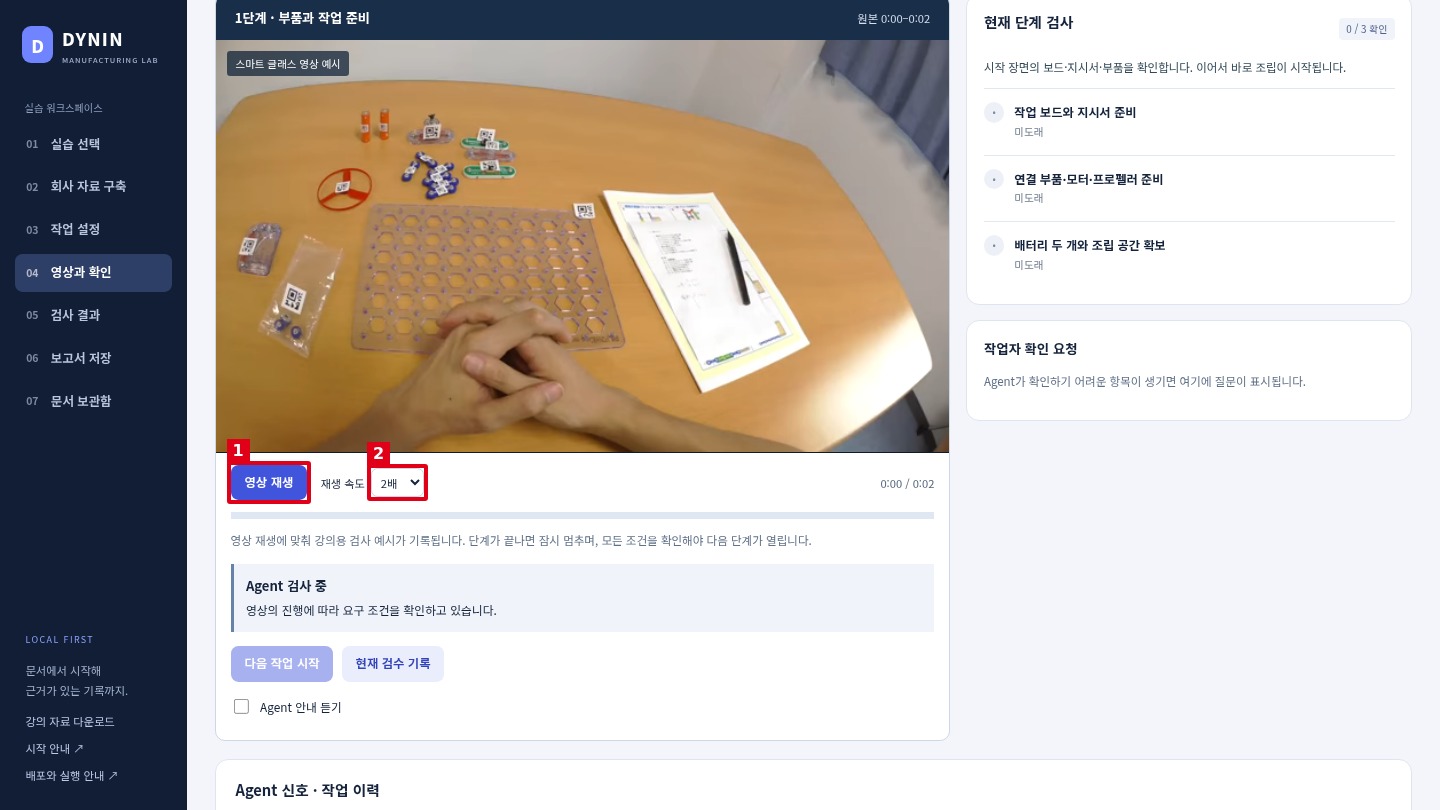 D
DYNIN
MANUFACTURING LAB
실습 워크스페이스
01 실습 선택
02 회사 자료 구축
03 작업 설정
04 영상과 확인
05 검사 결과
06 보고서 저장
07 문서 보관함
LOCAL FIRST
문서에서 시작해
근거가 있는 기록까지.
강의 자료 다운로드
시작 안내 ↗
배포와 실행 안내 ↗
1단계 · 부품과 작업 준비
원본 0:00–0:02
스마트 글래스 영상 예시
1
2
영상 재생
재생 속도
2배
0:00 / 0:02
영상 재생에 맞춰 강의용 검사 예시가 기록됩니다. 단계가 끝나면 잠시 멈추며, 모든 조건을 확인해야 다음 단계가 열립니다.
Agent 검사 중
영상의 진행에 따라 요구 조건을 확인하고 있습니다.
다음 작업 시작
현재 검수 기록
Agent 안내 듣기
Agent 신호 · 작업 이력
현재 단계 검사
0 / 3 확인
시작 장면의 보드·지시서·부품을 확인합니다. 이어서 바로 조립이 시작됩니다.
작업 보드와 지시서 준비
미도래
연결 부품·모터·프로펠러 준비
미도래
배터리 두 개와 조립 공간 확보
미도래
작업자 확인 요청
Agent가 확인하기 어려운 항목이 생기면 여기에 질문이 표시됩니다.